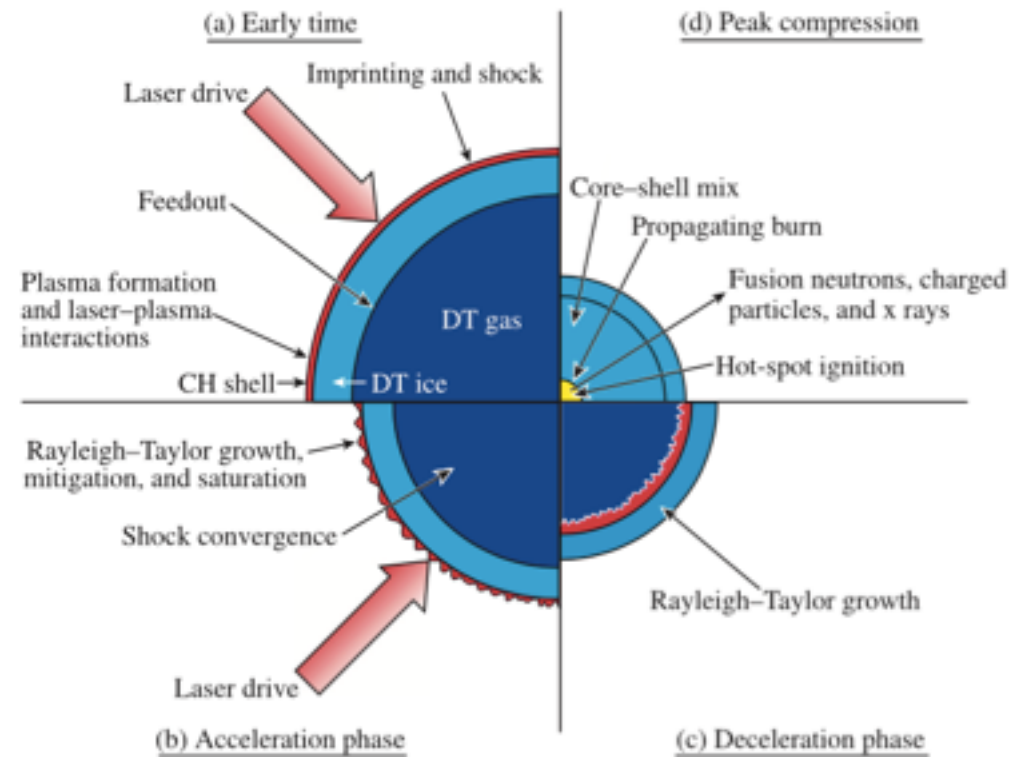 (a) Early time
(d) Peak compression
Imprinting and shock
Laser drive
Feedout
Core–shell mix
Propagating burn
Plasma formation
and laser–plasma
interactions
Fusion neutrons, charged
particles, and x rays
DT gas
Hot-spot ignition
CH shell
DT ice
Rayleigh–Taylor growth,
mitigation, and saturation
Shock convergence
Rayleigh–Taylor growth
Laser drive
(b) Acceleration phase
(c) Deceleration phase